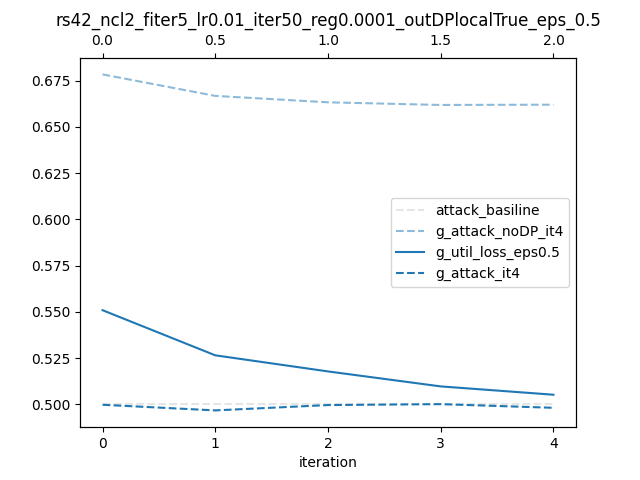 rs42_ncl2_fiter5_lr0.01_iter50_reg0.0001_outDPlocalTrue_eps_0.5
0.0 0.5 1.0 1.5 2.0
0.675
0.650
0.625
0.600
0.575
0.550
0.525
0.500
attack_basiline
g_attack_noDP_it4
g_util_loss_eps0.5
g_attack_it4
0 1 2 3 4
iteration